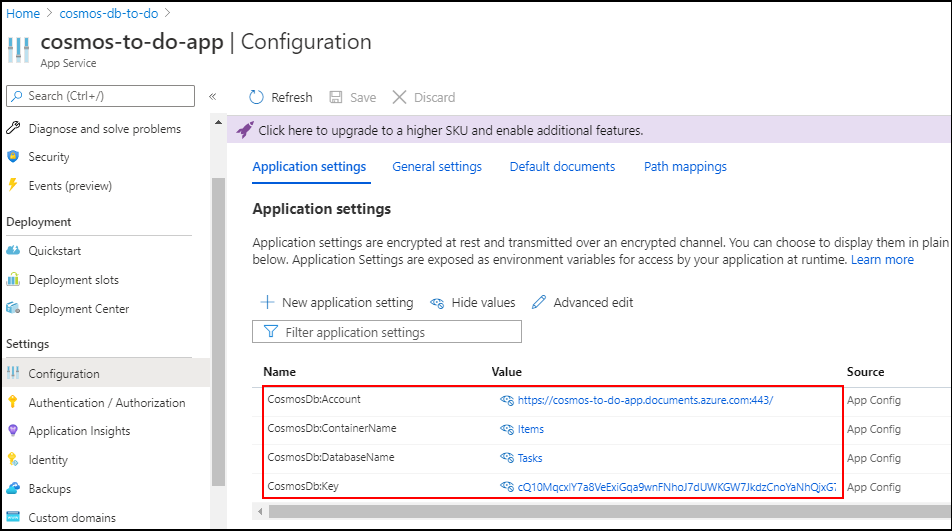 Home > cosmos-db-to-do >
cosmos-to-do-app | Configuration
App Service
Search (Ctrl+/)
«
Refresh
Save
Discard
Diagnose and solve problems
Security
Events (preview)
Deployment
Quickstart
Deployment slots
Deployment Center
Settings
Configuration
Authentication / Authorization
Application Insights
Identity
Backups
Custom domains
Click here to upgrade to a higher SKU and enable additional features.
Application settings
General settings
Default documents
Path mappings
Application settings
Application settings are encrypted at rest and transmitted over an encrypted channel. You can choose to display them in plain
below. Application Settings are exposed as environment variables for access by your application at runtime. Learn more
New application setting
Hide values
Advanced edit
Filter application settings
Name Value Source
CosmosDb:Account https://cosmos-to-do-app.documents.azure.com:443/ App Config
CosmosDb:ContainerName Items App Config
CosmosDb:DatabaseName Tasks App Config
CosmosDb:Key App Config